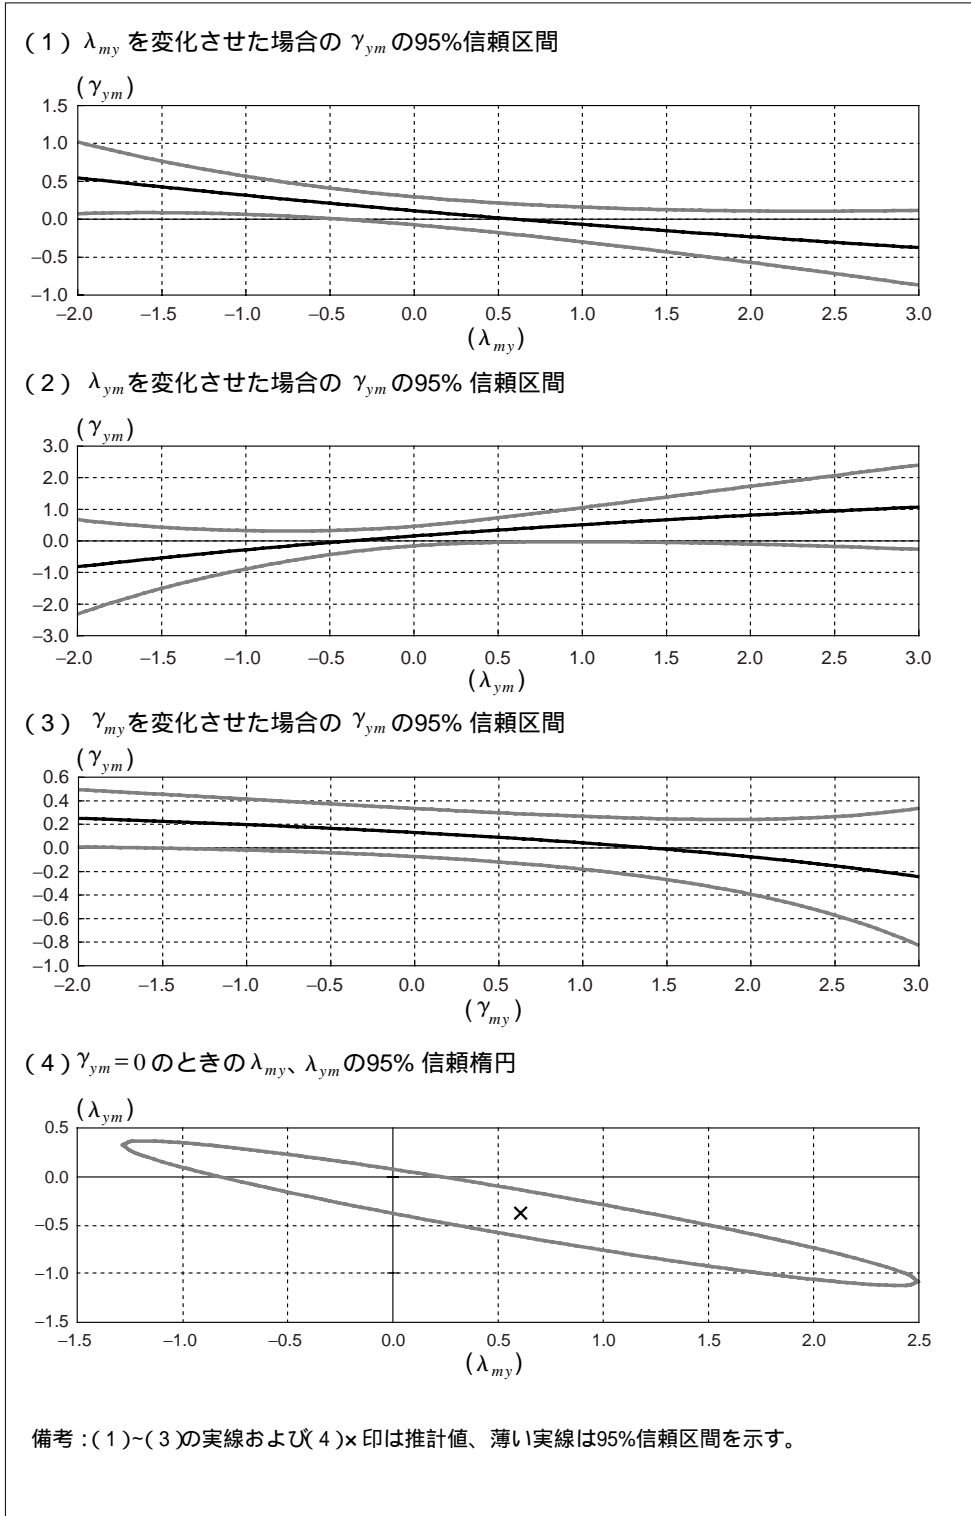 (1) λmy を変化させた場合の γymの95%信頼区間
(γym)
1.5
1.0
0.5
0.0
−0.5
−1.0
−2.0 −1.5 −1.0 −0.5 0.0 0.5 1.0 1.5 2.0 2.5 3.0
(λmy)
(2) λymを変化させた場合の γymの95% 信頼区間
(γym)
3.0
2.0
1.0
0.0
−1.0
−2.0
−3.0
−2.0 −1.5 −1.0 −0.5 0.0 0.5 1.0 1.5 2.0 2.5 3.0
(λym)
(3) γmyを変化させた場合の γymの95% 信頼区間
(γym)
0.6
0.4
0.2
0.0
−0.2
−0.4
−0.6
−0.8
−1.0
−2.0 −1.5 −1.0 −0.5 0.0 0.5 1.0 1.5 2.0 2.5 3.0
(γmy)
(4) γym=0 のときの λmy、λymの95% 信頼楕円
(λym)
0.5
0.0
−0.5
−1.0
−1.5
−1.5 −1.0 −0.5 0.0 0.5 1.0 1.5 2.0 2.5
(λmy)
備考:(1)~(3)の実線および(4)×印は推計値、薄い実線は95%信頼区間を示す。